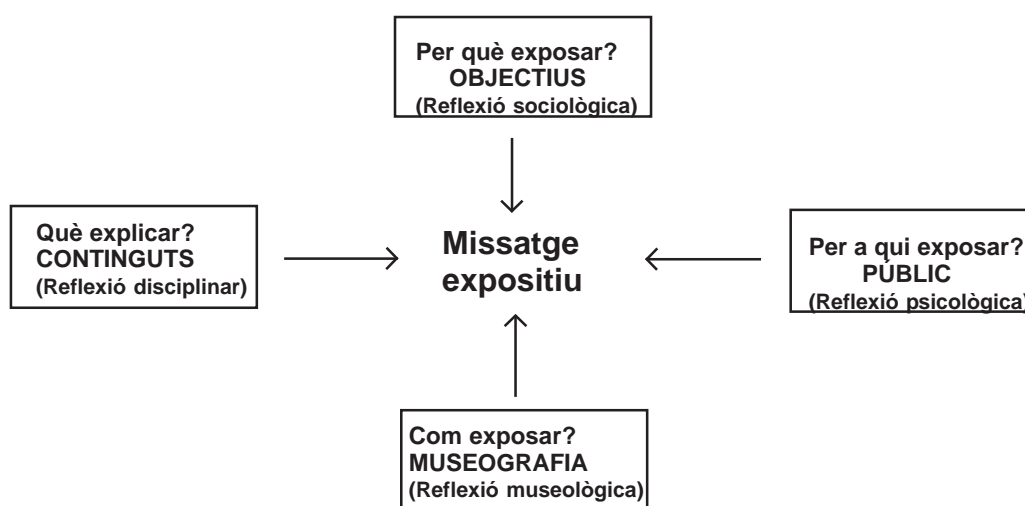 Per què exposar?
OBJECTIUS
(Reflexió sociològica)
Què explicar?
CONTINGUTS
(Reflexió disciplinar)
Missatge
expositiu
Per a qui exposar?
PÚBLIC
(Reflexió psicològica)
Com exposar?
MUSEOGRAFIA
(Reflexió museològica)